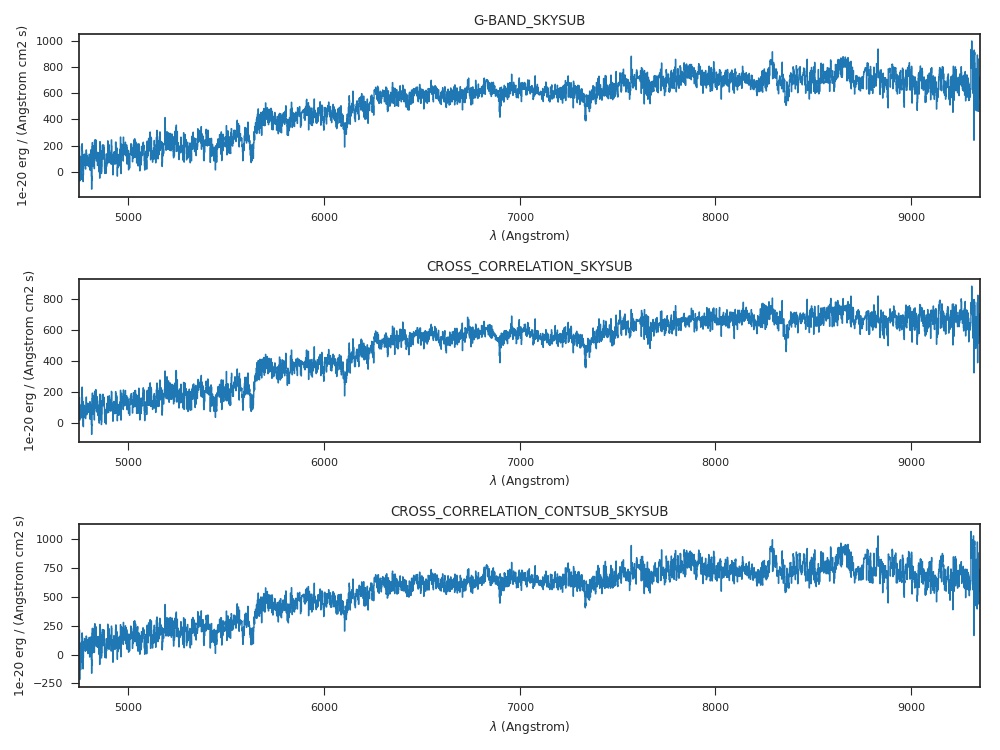 G-BAND_SKYSUB
1e-20 erg / (Angstrom cm2 s)
1000
800
600
400
200
0
5000 6000 7000 8000 9000
λ (Angstrom)
CROSS_CORRELATION_SKYSUB
1e-20 erg / (Angstrom cm2 s)
800
600
400
200
0
5000 6000 7000 8000 9000
λ (Angstrom)
CROSS_CORRELATION_CONTSUB_SKYSUB
1e-20 erg / (Angstrom cm2 s)
1000
750
500
250
0
−250
5000 6000 7000 8000 9000
λ (Angstrom)